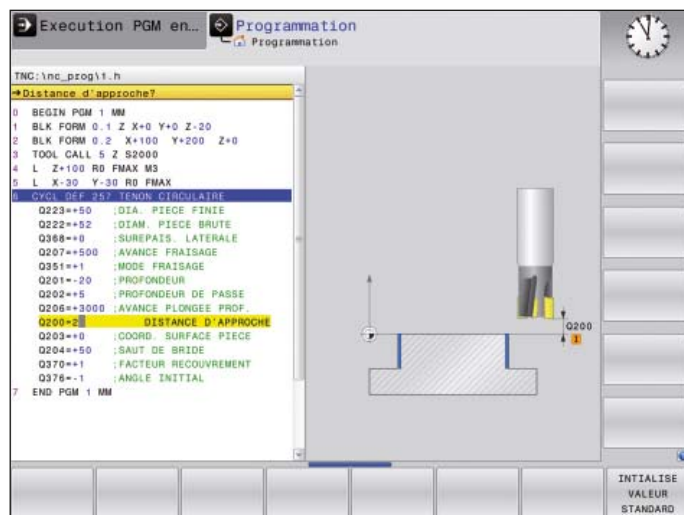 Execution PGM en...
Programmation
Programmation
TNC:\nc_prog\1.h
→Distance d'approche?
0 BEGIN PGM 1 MM
1 BLK FORM 0.1 Z X+0 Y+0 Z-20
2 BLK FORM 0.2 X+100 Y+200 Z+0
3 TOOL CALL 5 Z S2000
4 L Z+100 R0 FMAX M3
5 L X-30 Y-30 R0 FMAX
6 CYCL DEF 257 TENON CIRCULAIRE
Q223=+50 ;DIA. PIECE FINIE
Q222=+52 ;DIAM. PIECE BRUTE
Q368=+0 ;SUREPAIS. LATERALE
Q207=+500 ;AVANCE FRAISAGE
Q351=+1 ;MODE FRAISAGE
Q201=-20 ;PROFONDEUR
Q202=+5 ;PROFONDEUR DE PASSE
Q206=+3000 ;AVANCE PLONGEE PROF.
Q200=2 DISTANCE D'APPROCHE
Q203=+0 ;COORD. SURFACE PIECE
Q204=+50 ;SAUT DE BRIDE
Q370=+1 ;FACTEUR RECOUVREMENT
Q376=-1 ;ANGLE INITIAL
7 END PGM 1 MM
Q200
1
INTIALISE
VALEUR
STANDARD